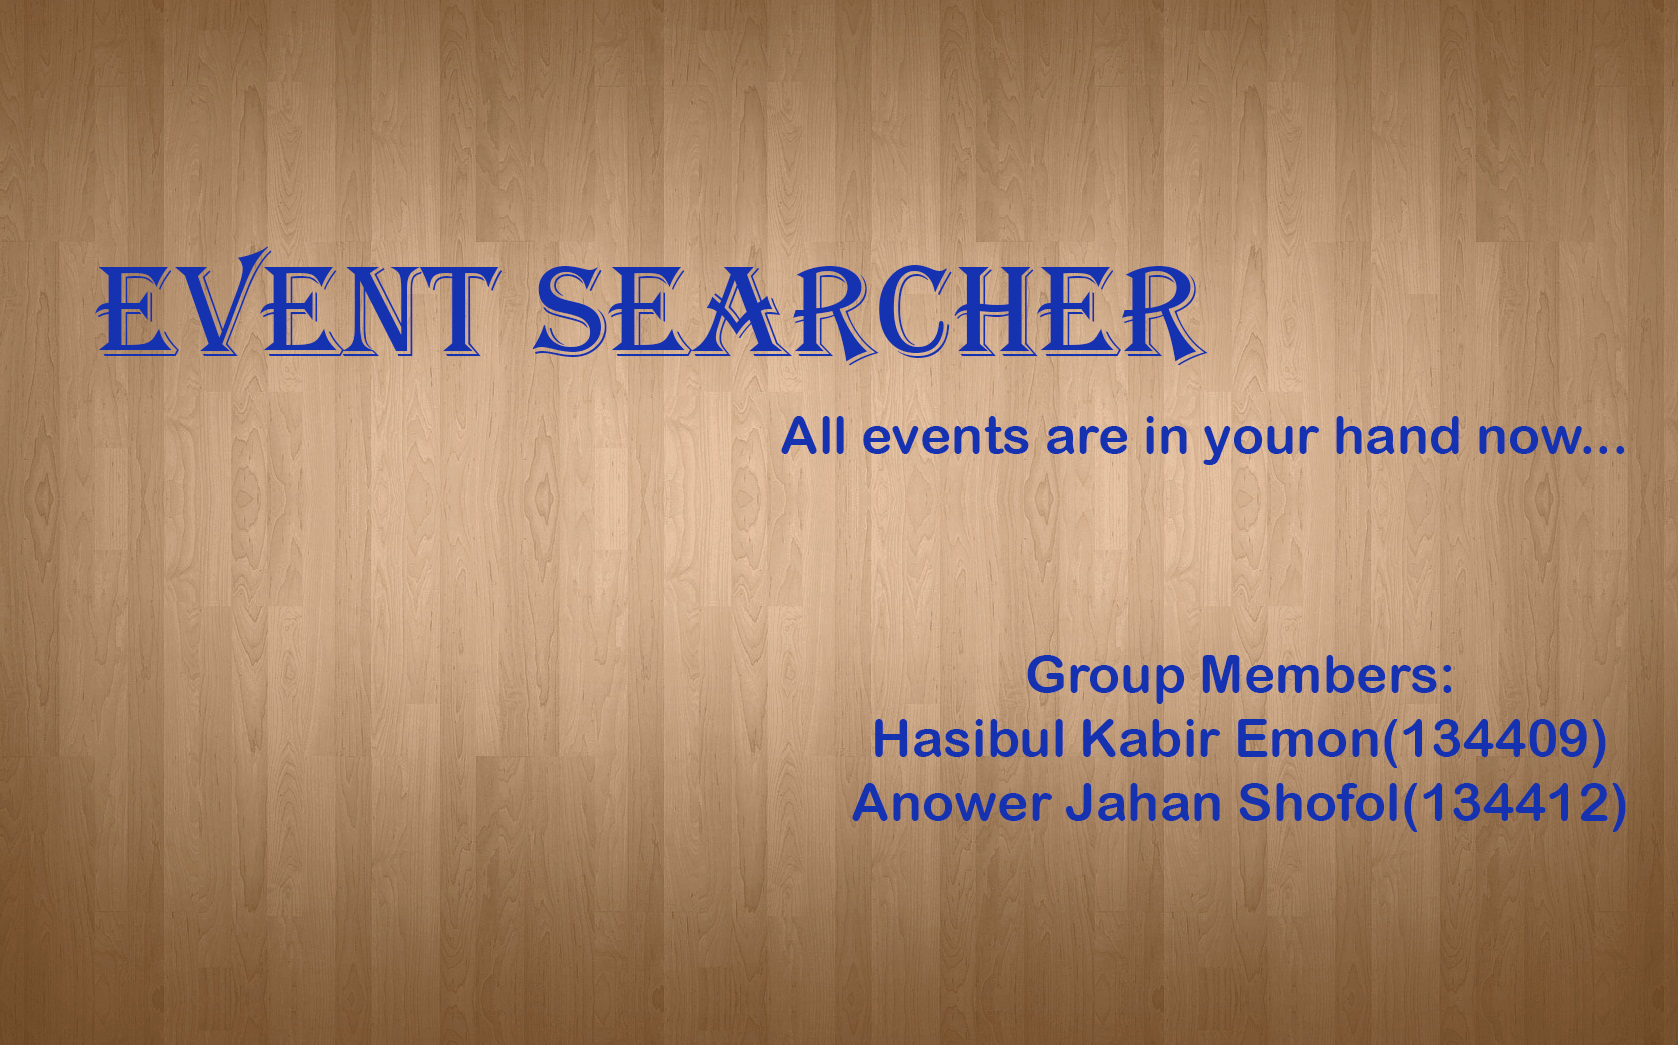 EVENT SEARCHER
All events are in your hand now...
Group Members:
Hasibul Kabir Emon(134409)
Anower Jahan Shofol(134412)